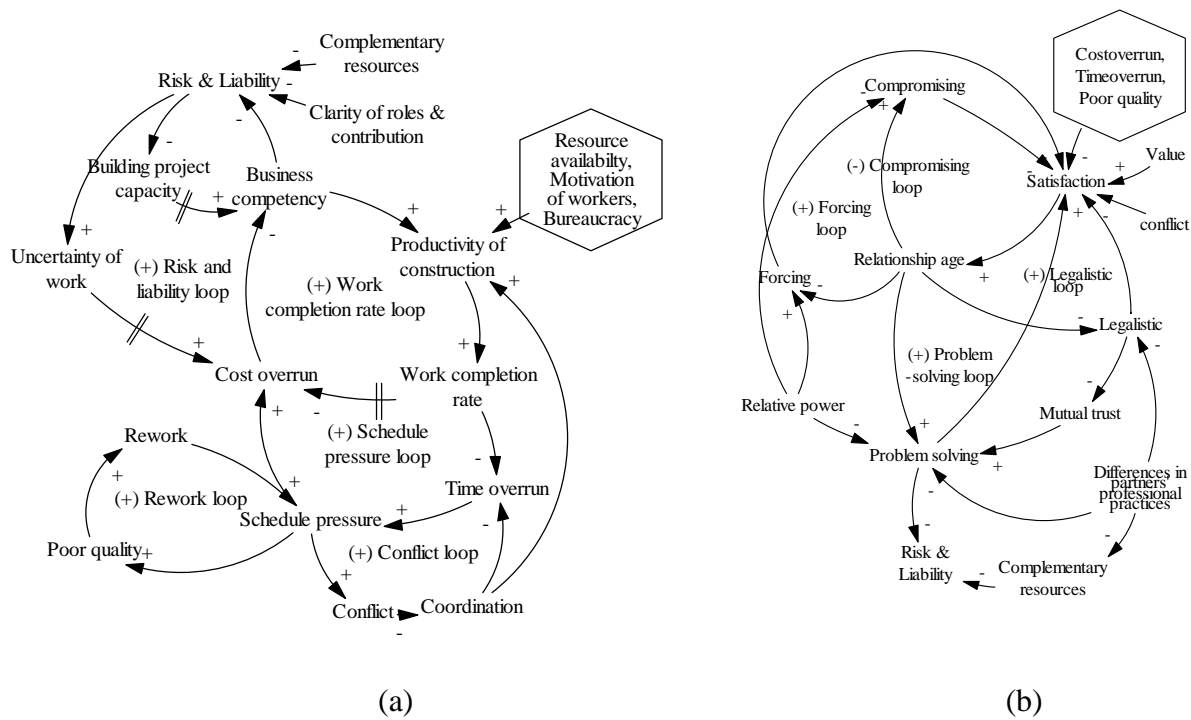 Complementary
resources
Risk & Liability
Clarity of roles &
contribution
Building project
capacity
Business
competency
Resource
availabilty,
Motivation
of workers,
Bureaucracy
Uncertainty of
work
(+) Risk and
liability loop
(+) Work
completion rate loop
Productivity of
construction
Cost overrun
Work completion
rate
(+) Schedule
pressure loop
Rework
(+) Rework loop
Time overrun
Schedule pressure
Poor quality
(+) Conflict loop
Conflict
Coordination
(a)
Costoverrun,
Timeoverrun,
Poor quality
Compromising
Value
Satisfaction
(-) Compromising
loop
conflict
(+) Forcing
loop
Relationship age
(+) Legalistic
loop
Forcing
Legalistic
(+) Problem
-solving loop
Relative power
Mutual trust
Problem solving
Differences in
partners
professional
practices
Risk &
Liability
Complementary
resources
(b)